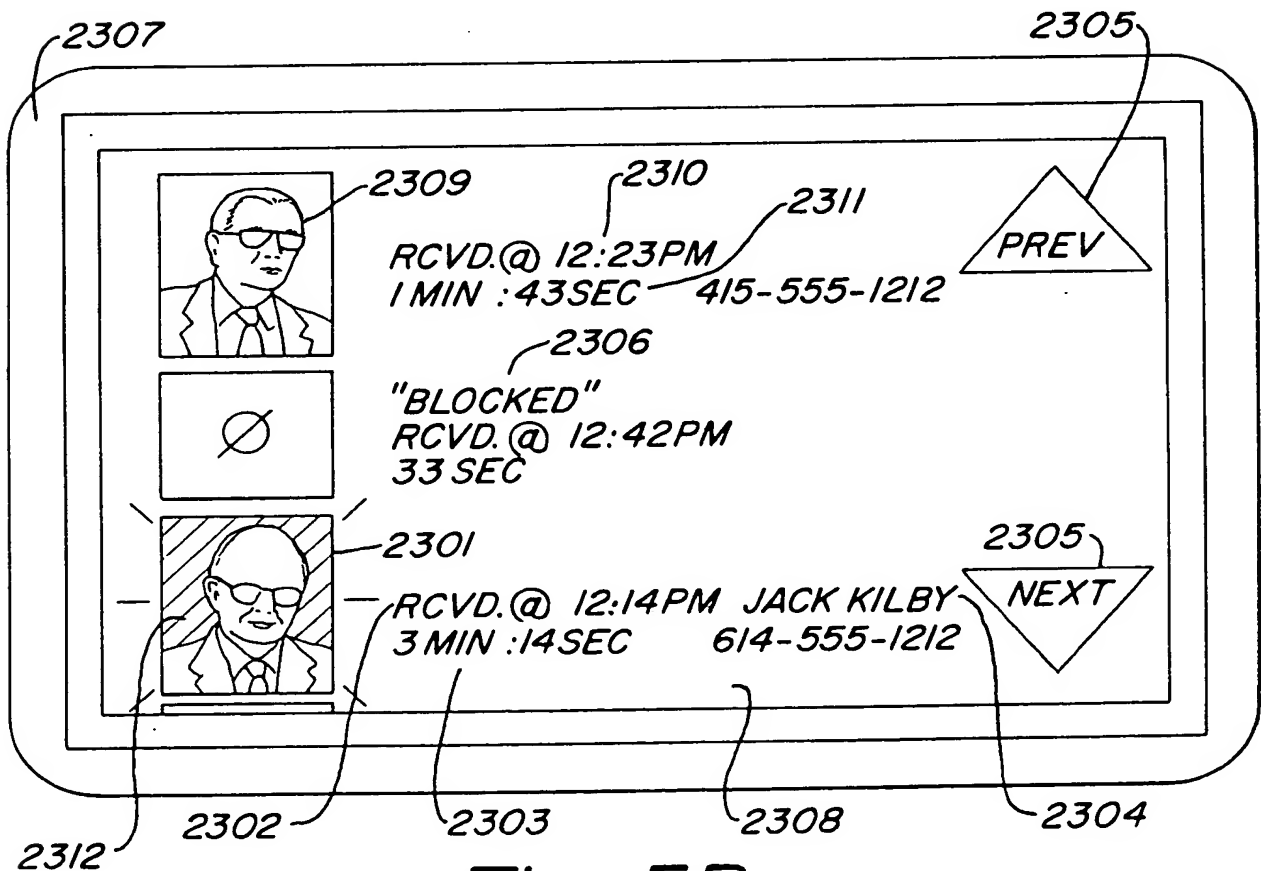 2307
2305
2309
2310
2311
RCVD.@ 12:23PM
PREV
1 MIN :43SEC 415-555-1212
2306
"BLOCKED"
RCVD.@ 12:42PM
33 SEC
2301
2305
RCVD.@ 12:14PM JACK KILBY
NEXT
3 MIN :14SEC 614-555-1212
2302
2303
2308
2304
2312